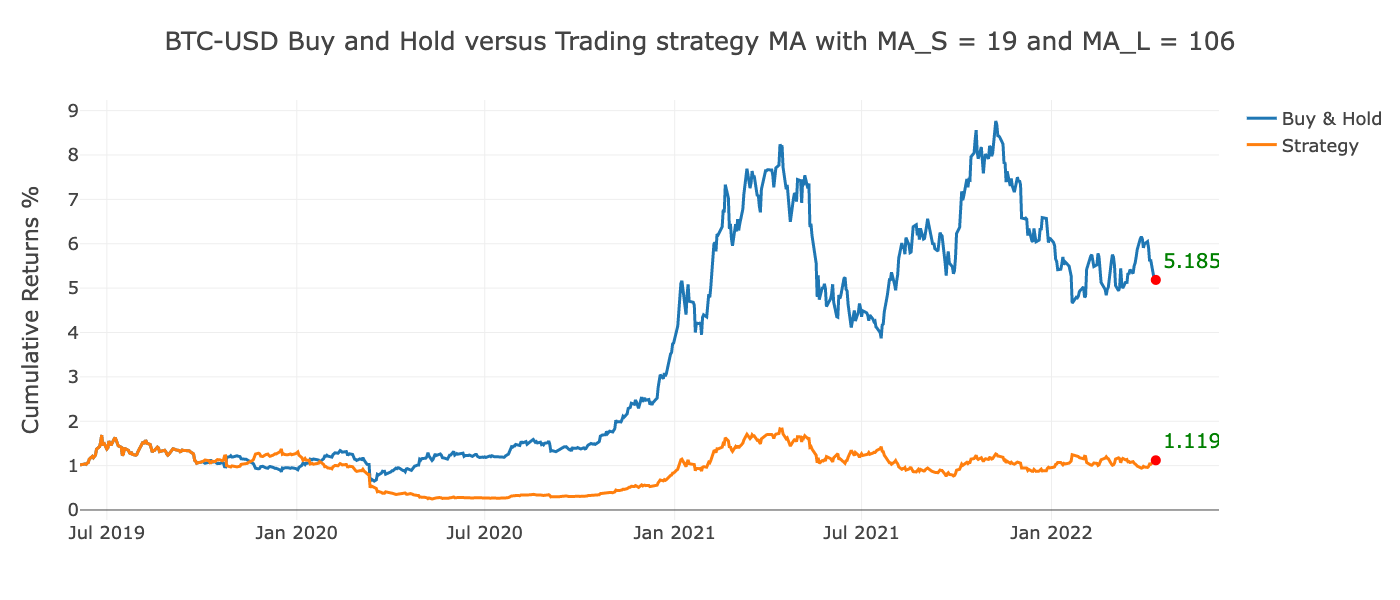 BTC-USD Buy and Hold versus Trading strategy MA with MA_S = 19 and MA_L = 106
Cumulative Returns %
9
8
7
6
5
4
3
2
1
0
Jul 2019
Jan 2020
Jul 2020
Jan 2021
Jul 2021
Jan 2022
5.185
1.119
Buy & Hold
Strategy